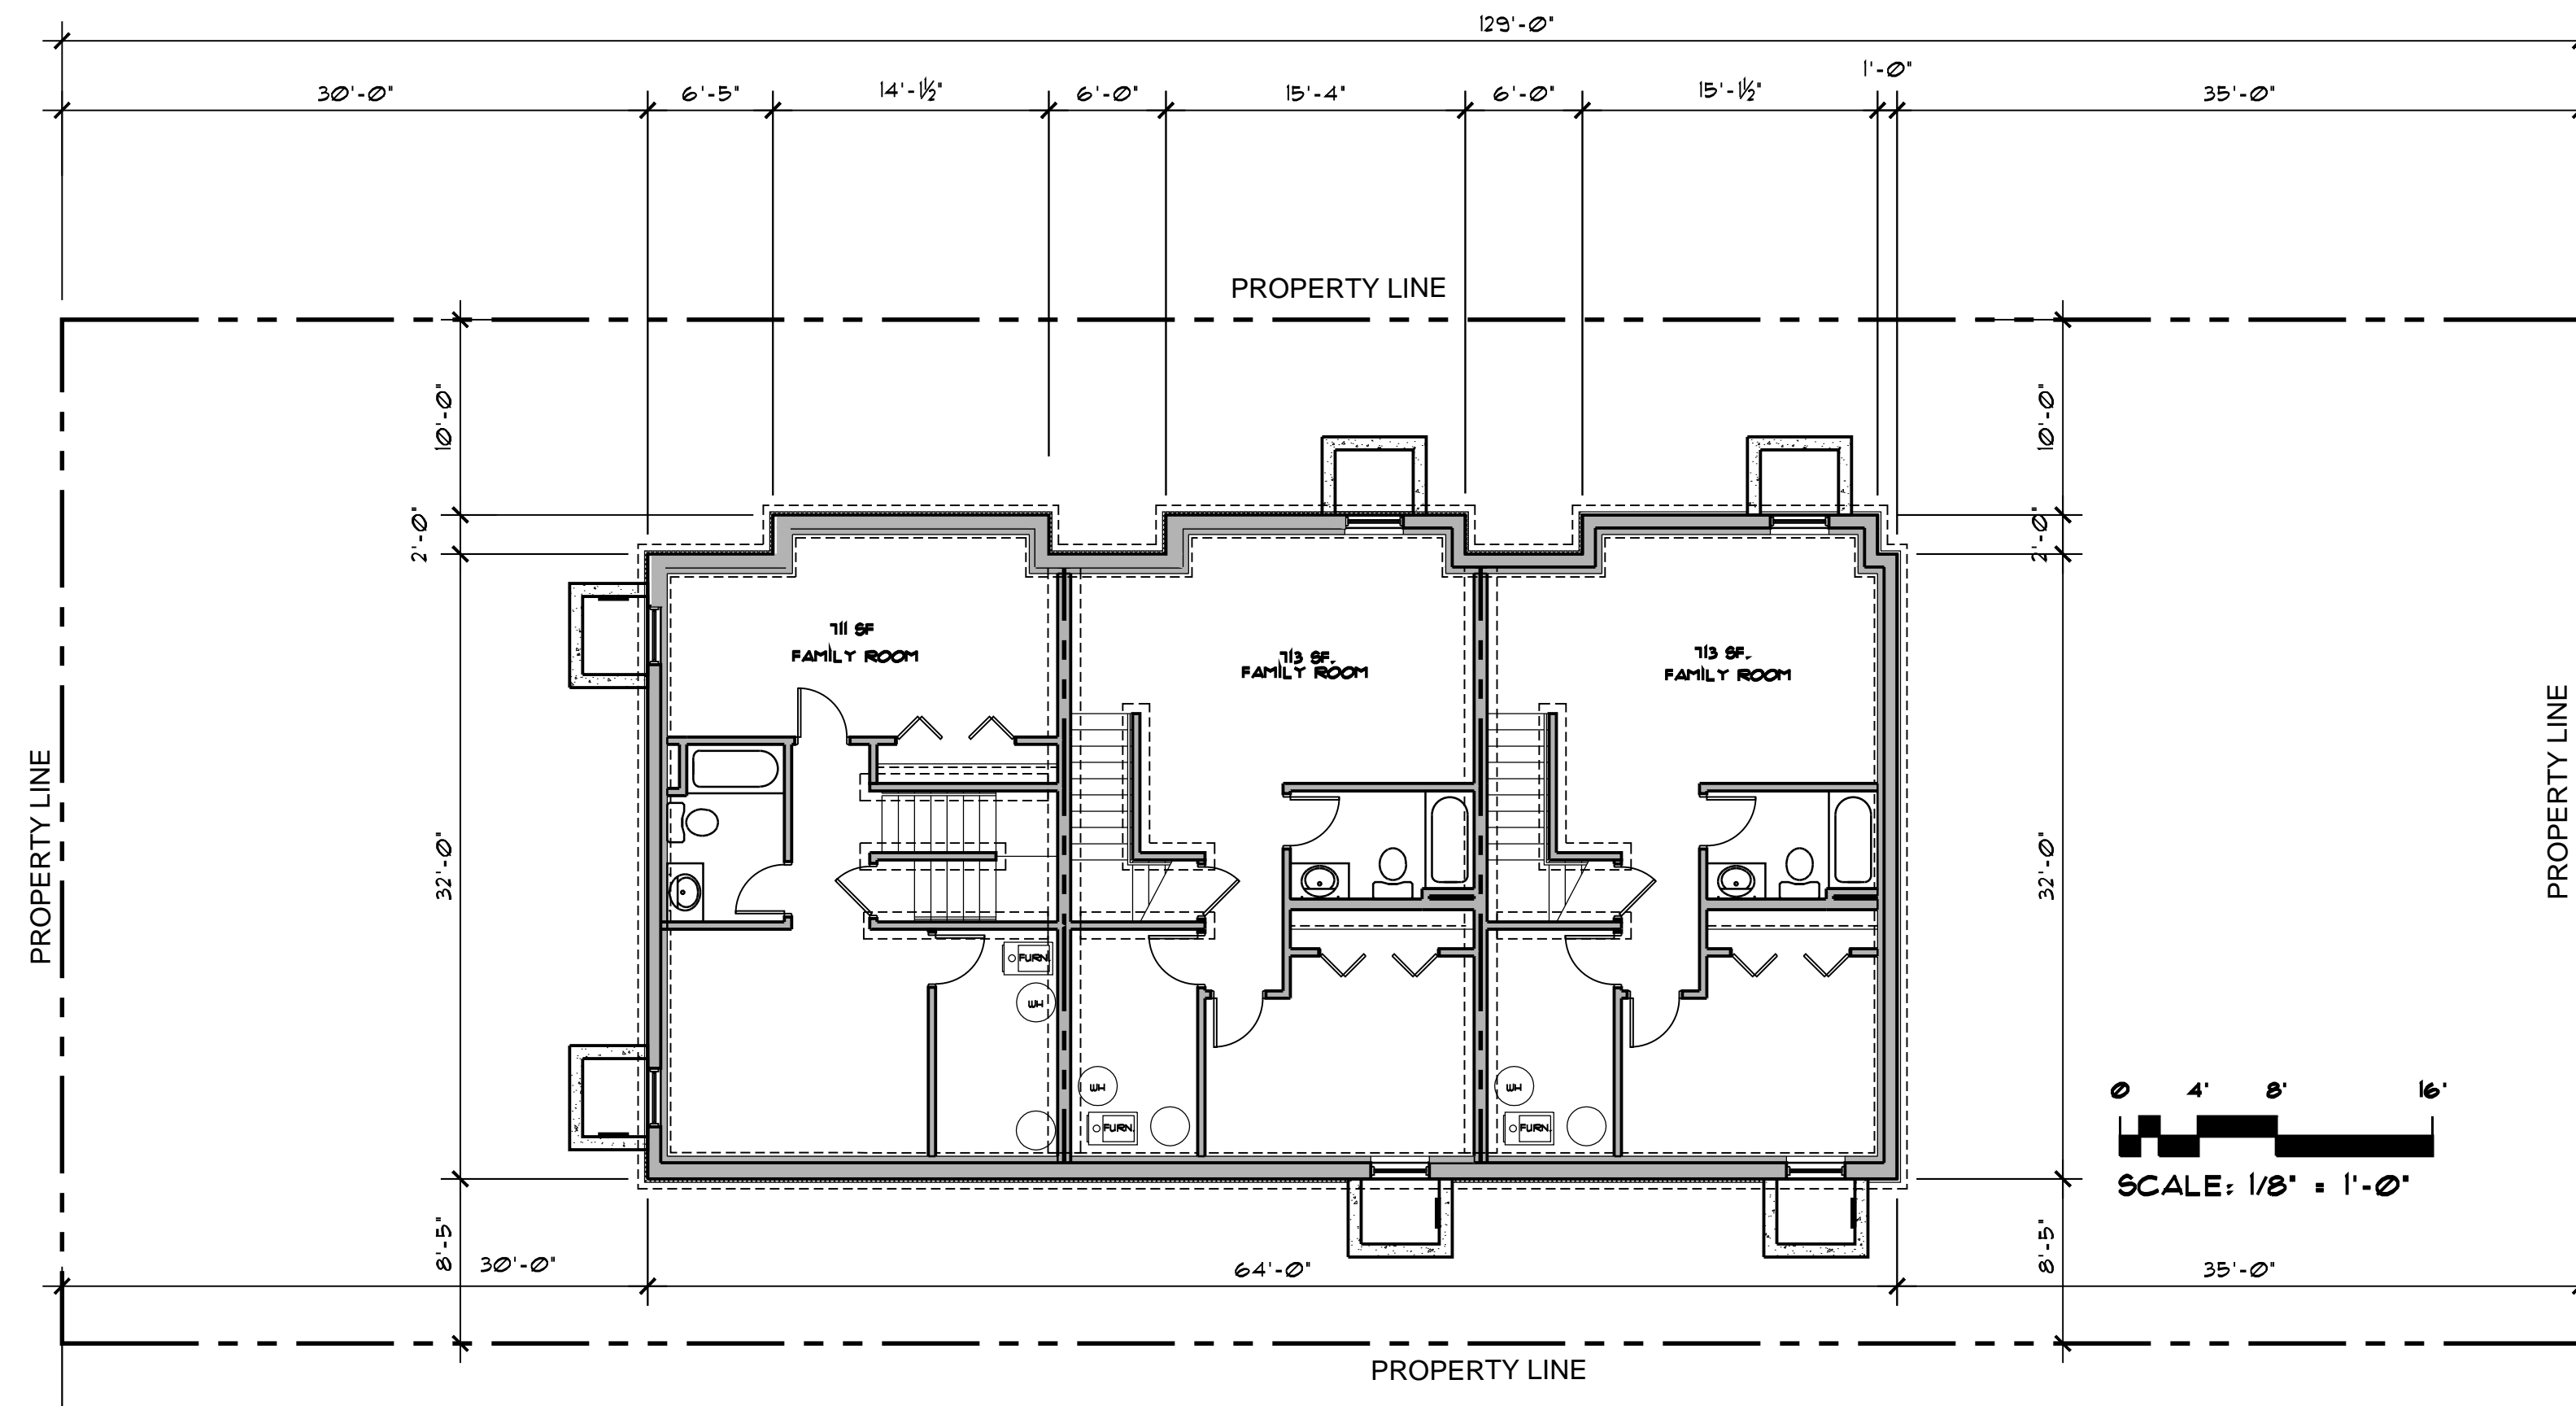 129'-0"
1'-0"
30'-0"
6'-5"
14'-1½"
6'-0"
15'-4"
6'-0"
15'-1½"
35'-0"
PROPERTY LINE
10'-0"
10'-0"
2'-0"
2'-0"
711 SF
FAMILY ROOM
713 SF.
FAMILY ROOM
713 SF.
FAMILY ROOM
PROPERTY LINE
PROPERTY LINE
32'-0"
32'-0"
FURN.
WH
WH
FURN.
WH
FURN.
0 4' 8' 16'
SCALE: 1/8" = 1'-0"
8'-5"
8'-5"
30'-0"
64'-0"
35'-0"
PROPERTY LINE